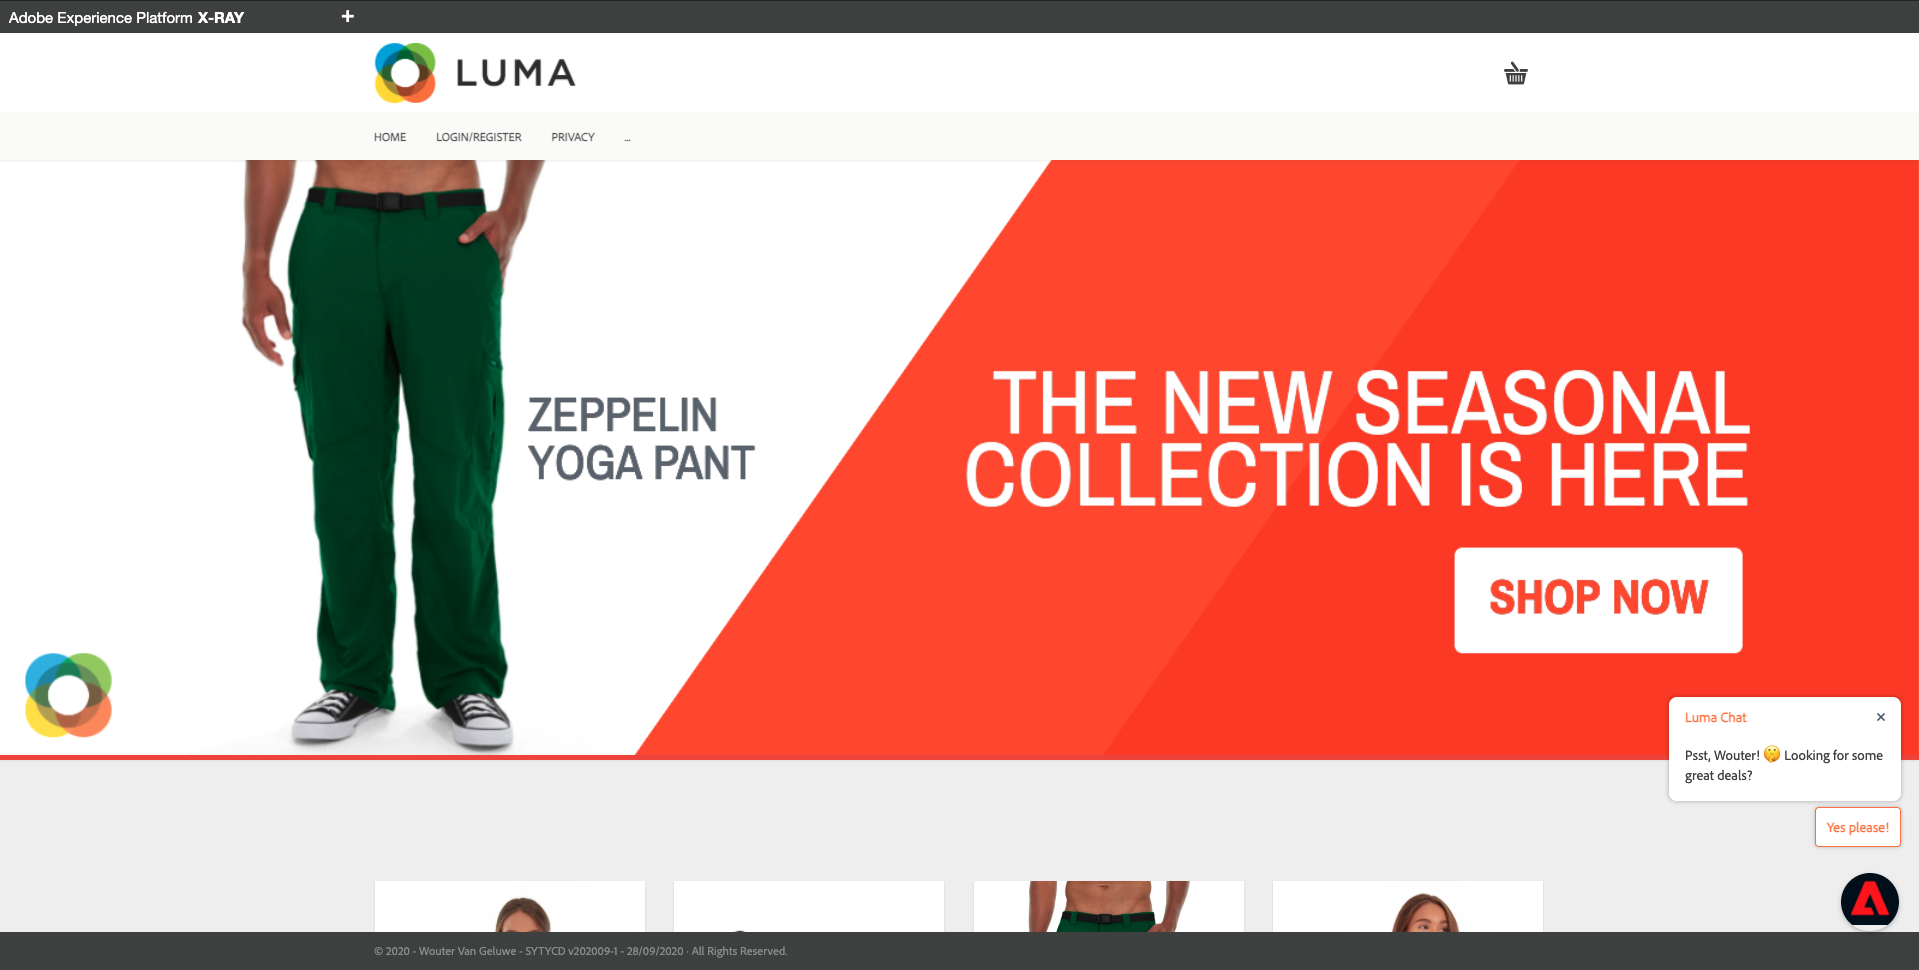 Adobe Experience Platform X-RAY
LUMA
HOME LOGIN/REGISTER PRIVACY ...
ZEPPELIN
YOGA PANT
THE NEW SEASONAL
COLLECTION IS HERE
SHOP NOW
Luma Chat
Psst, Wouter! 🤫 Looking for some
great deals?
Yes please!
© 2020 - Wouter Van Geluwe - SYTYCD v202009-1 - 28/09/2020 · All Rights Reserved.